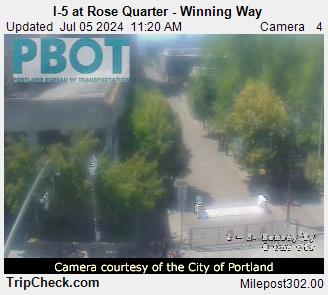 I-5 at Rose Quarter - Winning Way
Updated Jul 05 2024 11:20 AM Camera 4
PBOT
PORTLAND BUREAU OF TRANSPORTATION
Camera courtesy of the City of Portland
TripCheck.com Milepost302.00